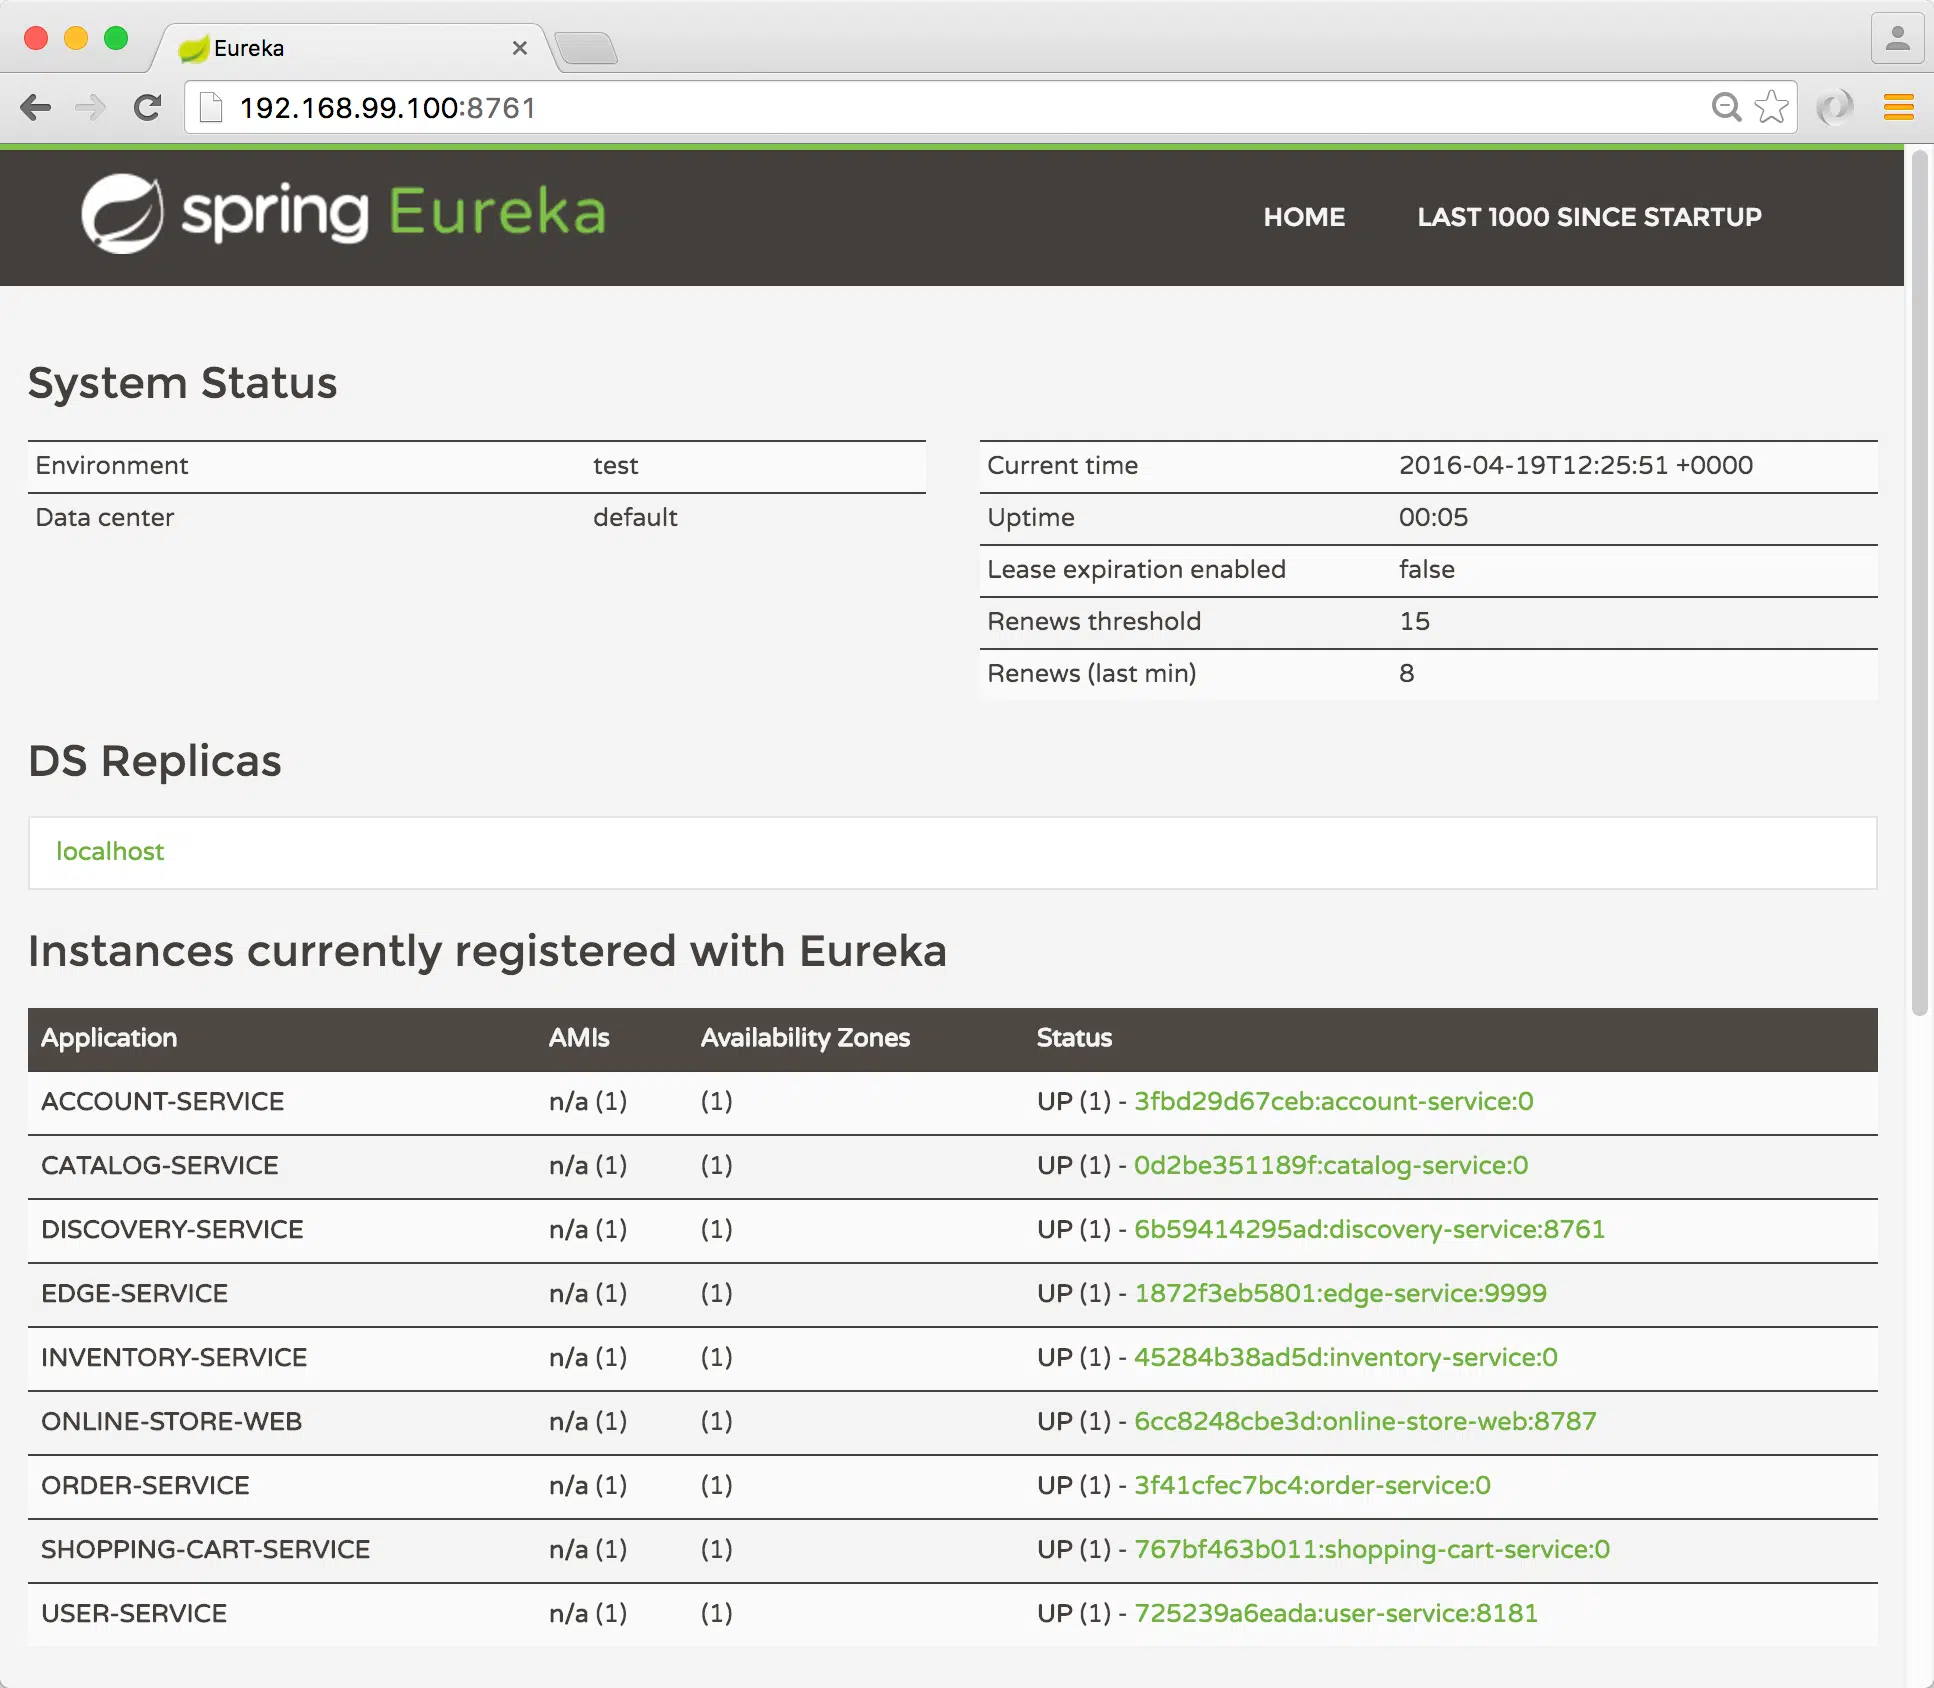 Eureka
192.168.99.100:8761
spring Eureka
HOME LAST 1000 SINCE STARTUP
System Status
Environment test
Data center default
Current time 2016-04-19T12:25:51 +0000
Uptime 00:05
Lease expiration enabled false
Renews threshold 15
Renews (last min) 8
DS Replicas
localhost
Instances currently registered with Eureka
Application AMIs Availability Zones Status
ACCOUNT-SERVICE n/a (1) (1) UP (1) - 3fbd29d67ceb:account-service:0
CATALOG-SERVICE n/a (1) (1) UP (1) - 0d2be351189f:catalog-service:0
DISCOVERY-SERVICE n/a (1) (1) UP (1) - 6b59414295ad:discovery-service:8761
EDGE-SERVICE n/a (1) (1) UP (1) - 1872f3eb5801:edge-service:9999
INVENTORY-SERVICE n/a (1) (1) UP (1) - 45284b38ad5d:inventory-service:0
ONLINE-STORE-WEB n/a (1) (1) UP (1) - 6cc8248cbe3d:online-store-web:8787
ORDER-SERVICE n/a (1) (1) UP (1) - 3f41cfec7bc4:order-service:0
SHOPPING-CART-SERVICE n/a (1) (1) UP (1) - 767bf463b011:shopping-cart-service:0
USER-SERVICE n/a (1) (1) UP (1) - 725239a6eada:user-service:8181